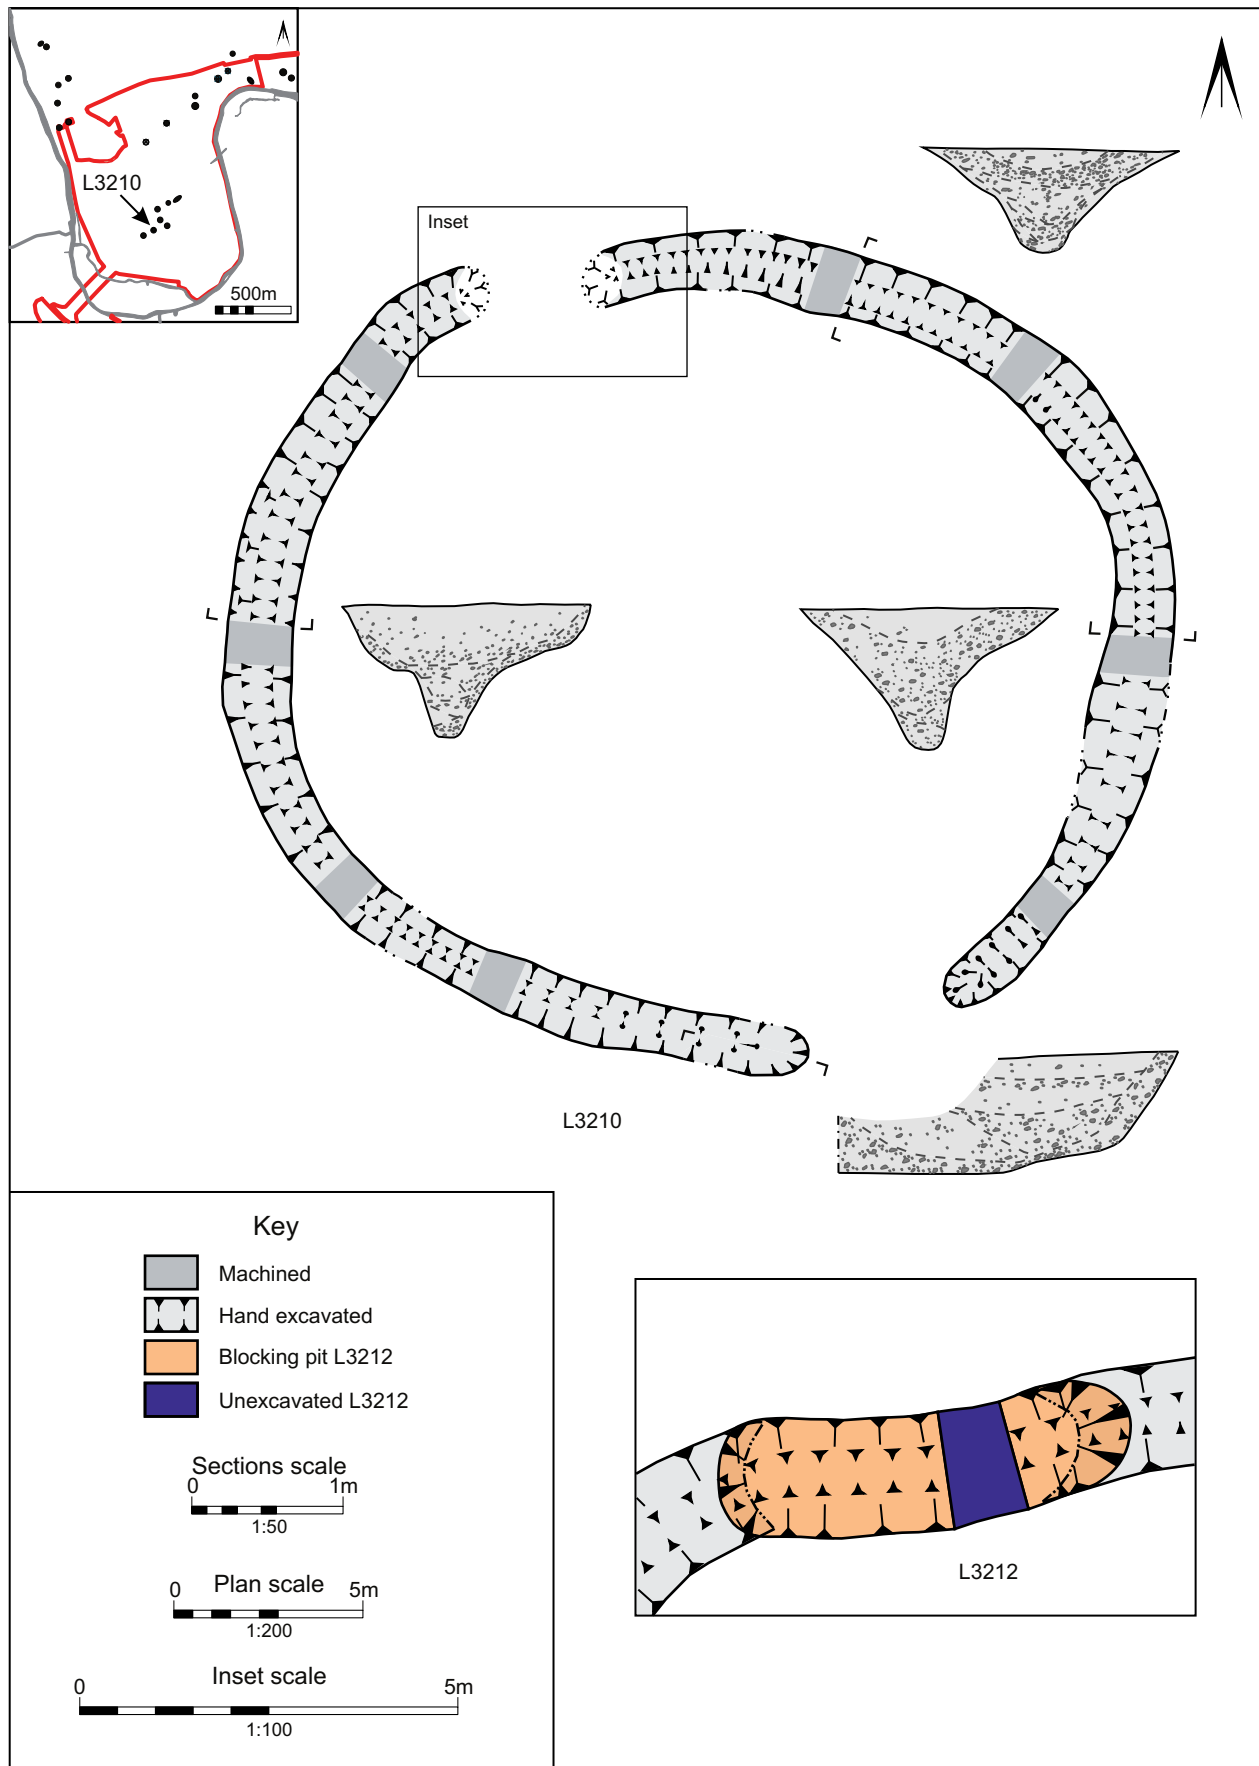 L3210
500m
Inset
L3210
Key
Machined
Hand excavated
Blocking pit L3212
Unexcavated L3212
Sections scale
0 1m
1:50
Plan scale
0 5m
1:200
Inset scale
0 5m
1:100
L3212